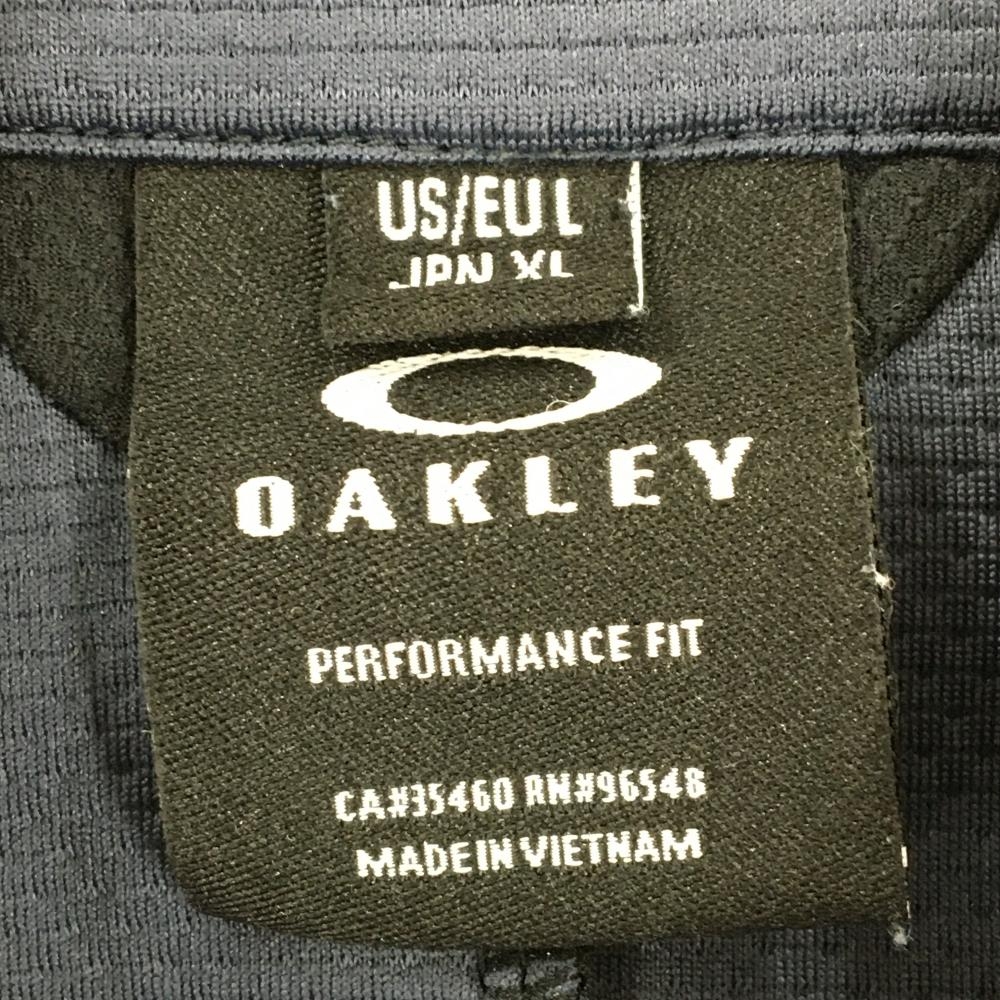 US/EU L
JPN XL
OAKLEY
PERFORMANCE FIT
CA#35460 RN#96548
MADE IN VIETNAM